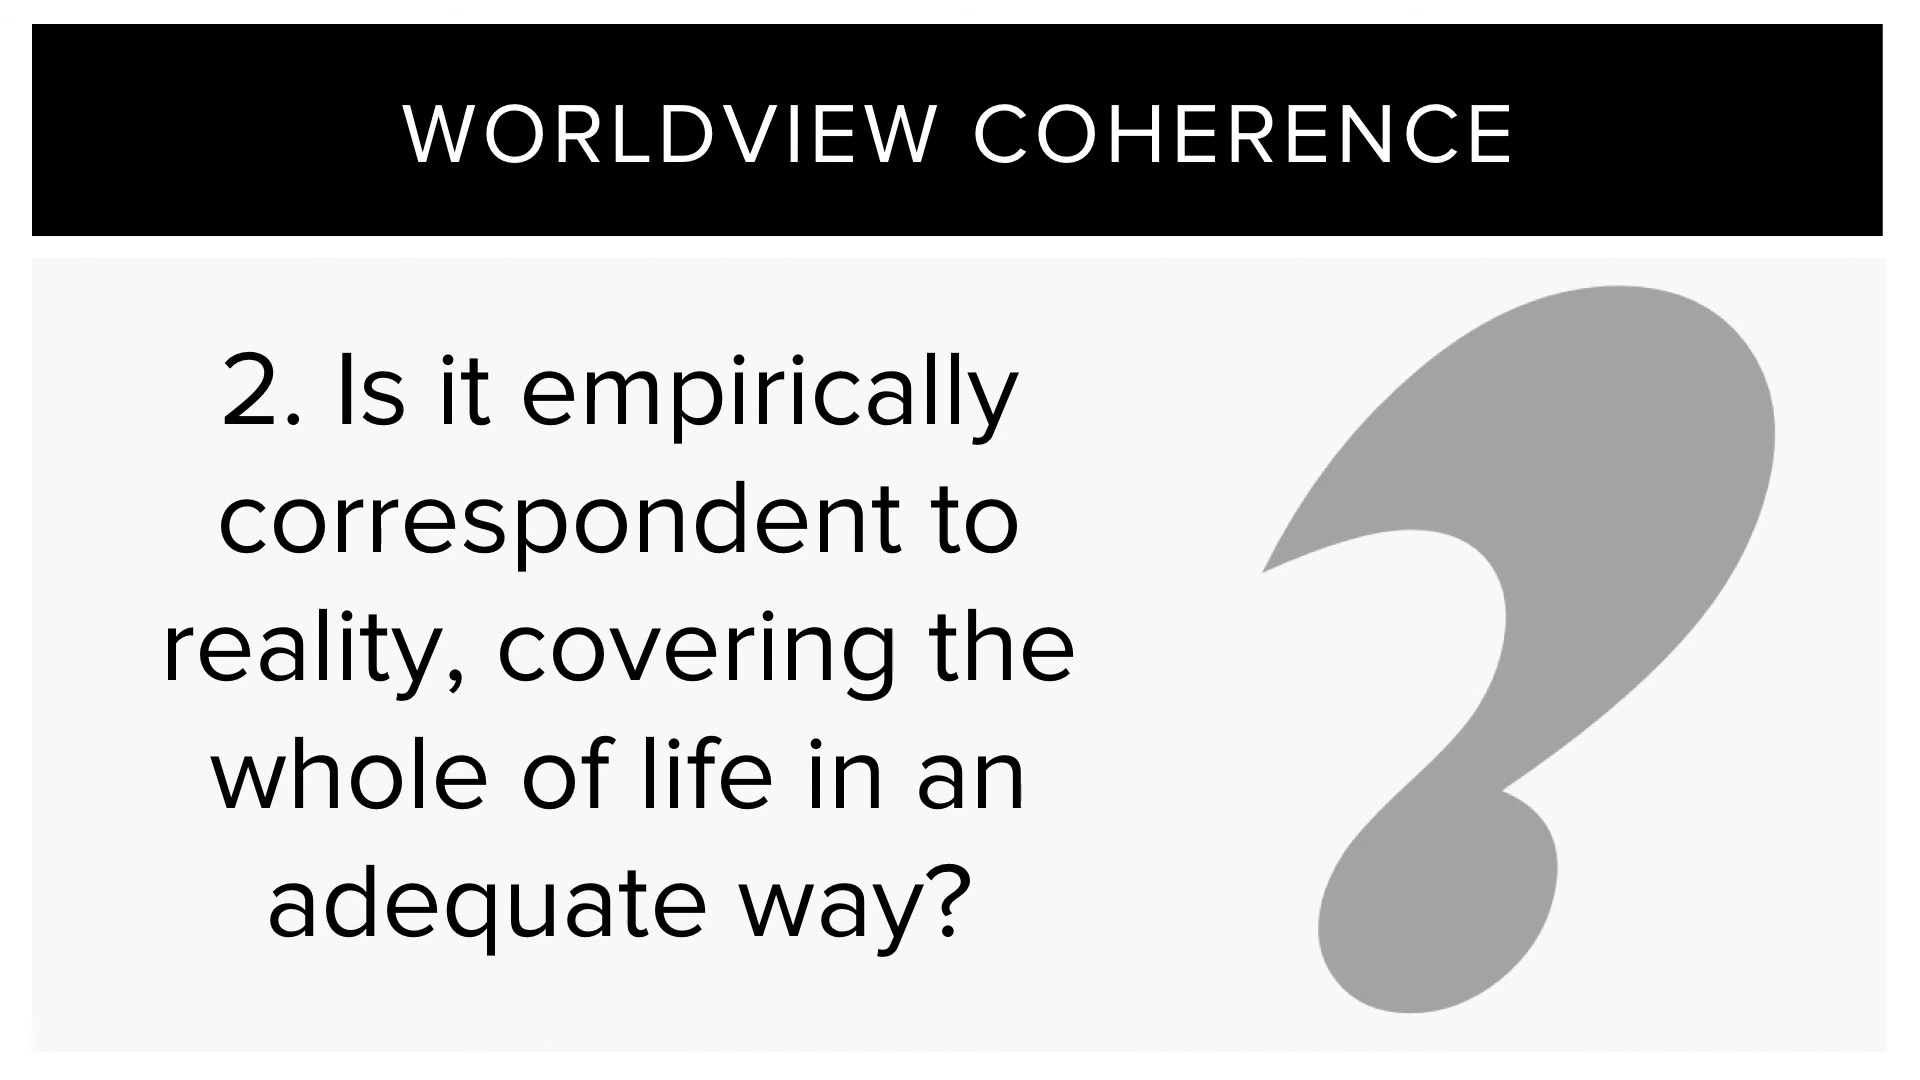 WORLDVIEW COHERENCE
2. Is it empirically
correspondent to
reality, covering the
whole of life in an
adequate way?